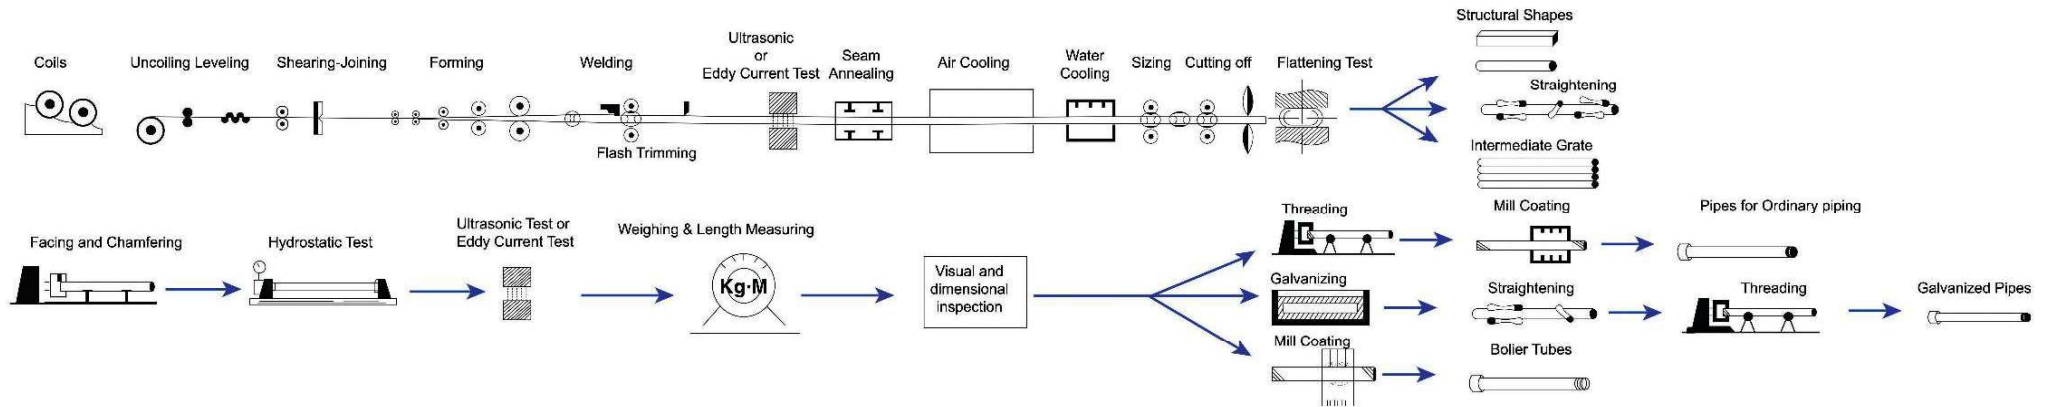 Coils
Uncoiling Leveling
Shearing-Joining
Forming
Welding
Flash Trimming
Ultrasonic
or
Eddy Current Test
Seam
Annealing
Air Cooling
Water
Cooling
Sizing
Cutting off
Flattening Test
Structural Shapes
Straightening
Intermediate Grate
Facing and Chamfering
Hydrostatic Test
Ultrasonic Test or
Eddy Current Test
Weighing & Length Measuring
Kg·M
Visual and
dimensional
inspection
Threading
Mill Coating
Pipes for Ordinary piping
Galvanizing
Straightening
Threading
Galvanized Pipes
Mill Coating
Bolier Tubes